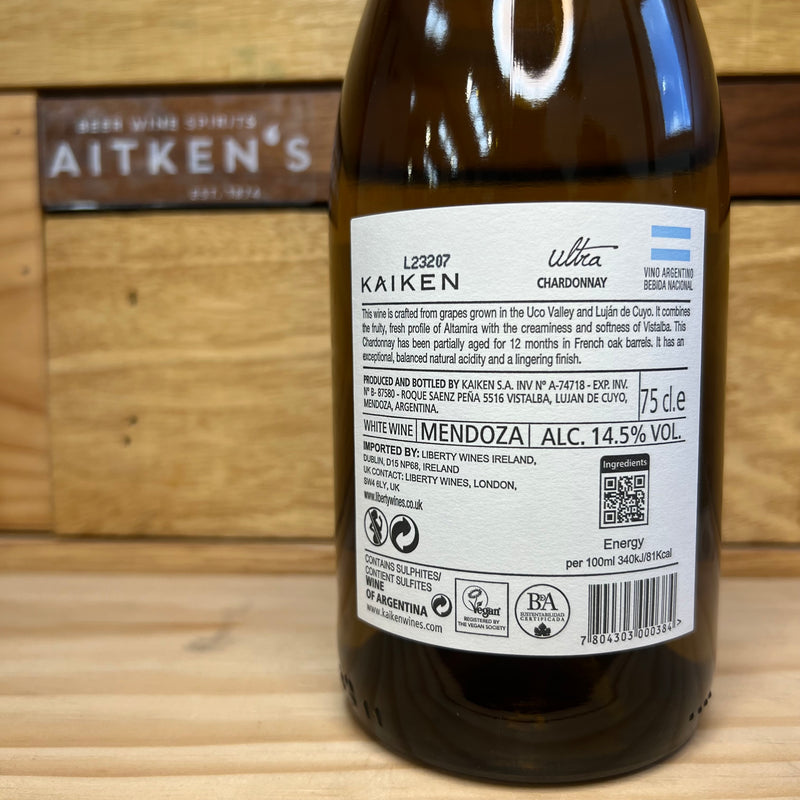 BEER WINE SPIRITS
AITKEN'S
EST. 1874
L23207
KAIKEN
Ultra
CHARDONNAY
VINO ARGENTINO
BEBIDA NACIONAL
This wine is crafted from grapes grown in the Uco Valley and Luján de Cuyo. It combines
the fruity, fresh profile of Altamira with the creaminess and softness of Vistalba. This
Chardonnay has been partially aged for 12 months in French oak barrels. It has an
exceptional, balanced natural acidity and a lingering finish.
PRODUCED AND BOTTLED BY KAIKEN S.A. INV Nº A-74718 - EXP. INV.
Nº B- 87580 - ROQUE SAENZ PEÑA 5516 VISTALBA, LUJAN DE CUYO,
MENDOZA, ARGENTINA.
75 cl.e
WHITE WINE MENDOZA ALC. 14.5% VOL.
IMPORTED BY: LIBERTY WINES IRELAND,
DUBLIN, D15 NP68, IRELAND
UK CONTACT: LIBERTY WINES, LONDON,
SW4 6LY, UK
www.libertywines.co.uk
Ingredients
Energy
per 100ml 340kJ/81Kcal
CONTAINS SULPHITES/
CONTIENT SULFITES
WINE
OF ARGENTINA
www.kaikenwines.com
Vegan
REGISTERED BY
THE VEGAN SOCIETY
BdA
SUSTENTABILIDAD
CERTIFICADA
7 804303 000384 >